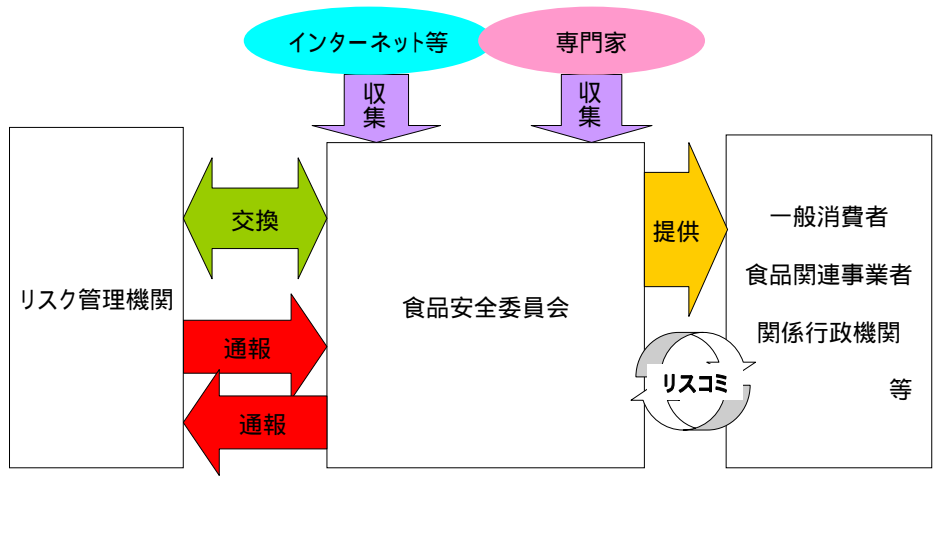 インターネット等
専門家
収集
収集
交換
提供
一般消費者
食品関連事業者
リスク管理機関
食品安全委員会
関係行政機関
通報
リスコミ
等
通報